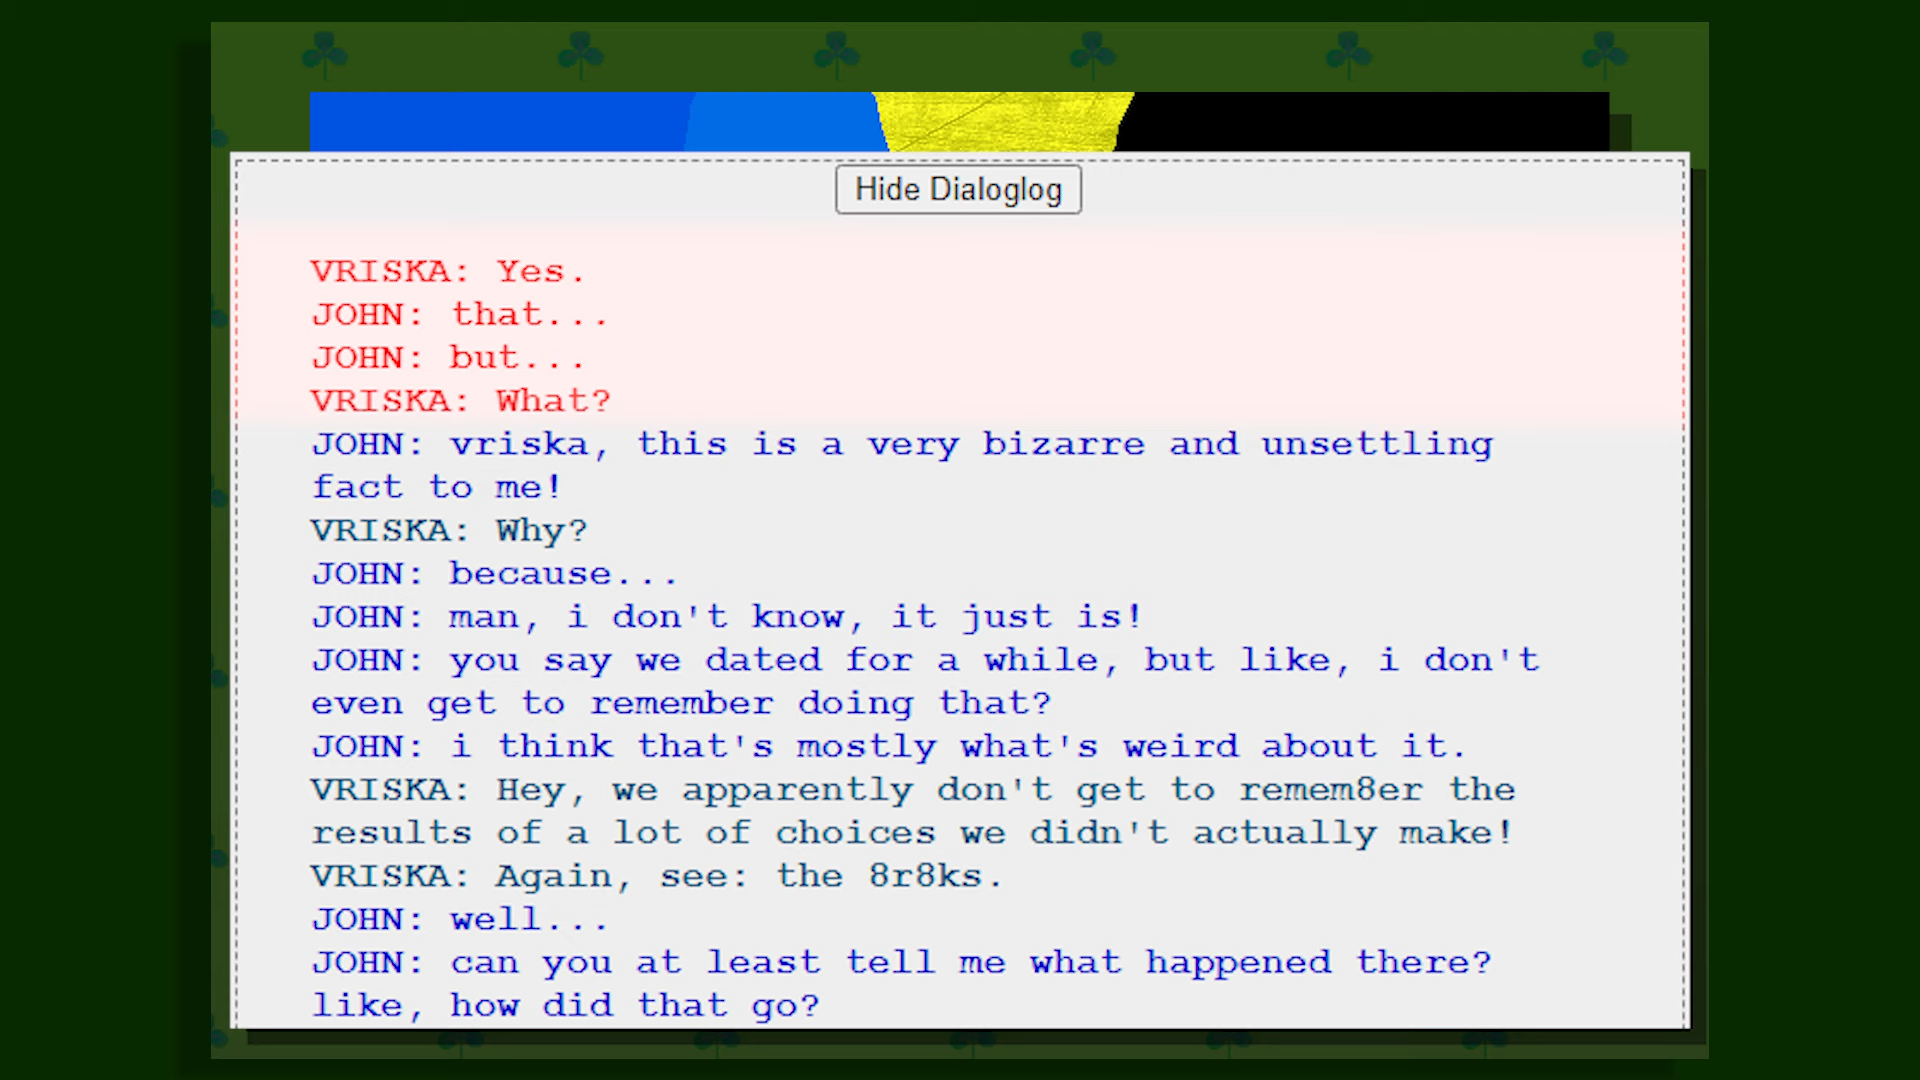 Hide Dialoglog
VRISKA: Yes.
JOHN: that...
JOHN: but...
VRISKA: What?
JOHN: vriska, this is a very bizarre and unsettling
fact to me!
VRISKA: Why?
JOHN: because...
JOHN: man, i don't know, it just is!
JOHN: you say we dated for a while, but like, i don't
even get to remember doing that?
JOHN: i think that's mostly what's weird about it.
VRISKA: Hey, we apparently don't get to remem8er the
results of a lot of choices we didn't actually make!
VRISKA: Again, see: the 8r8ks.
JOHN: well...
JOHN: can you at least tell me what happened there?
like, how did that go?